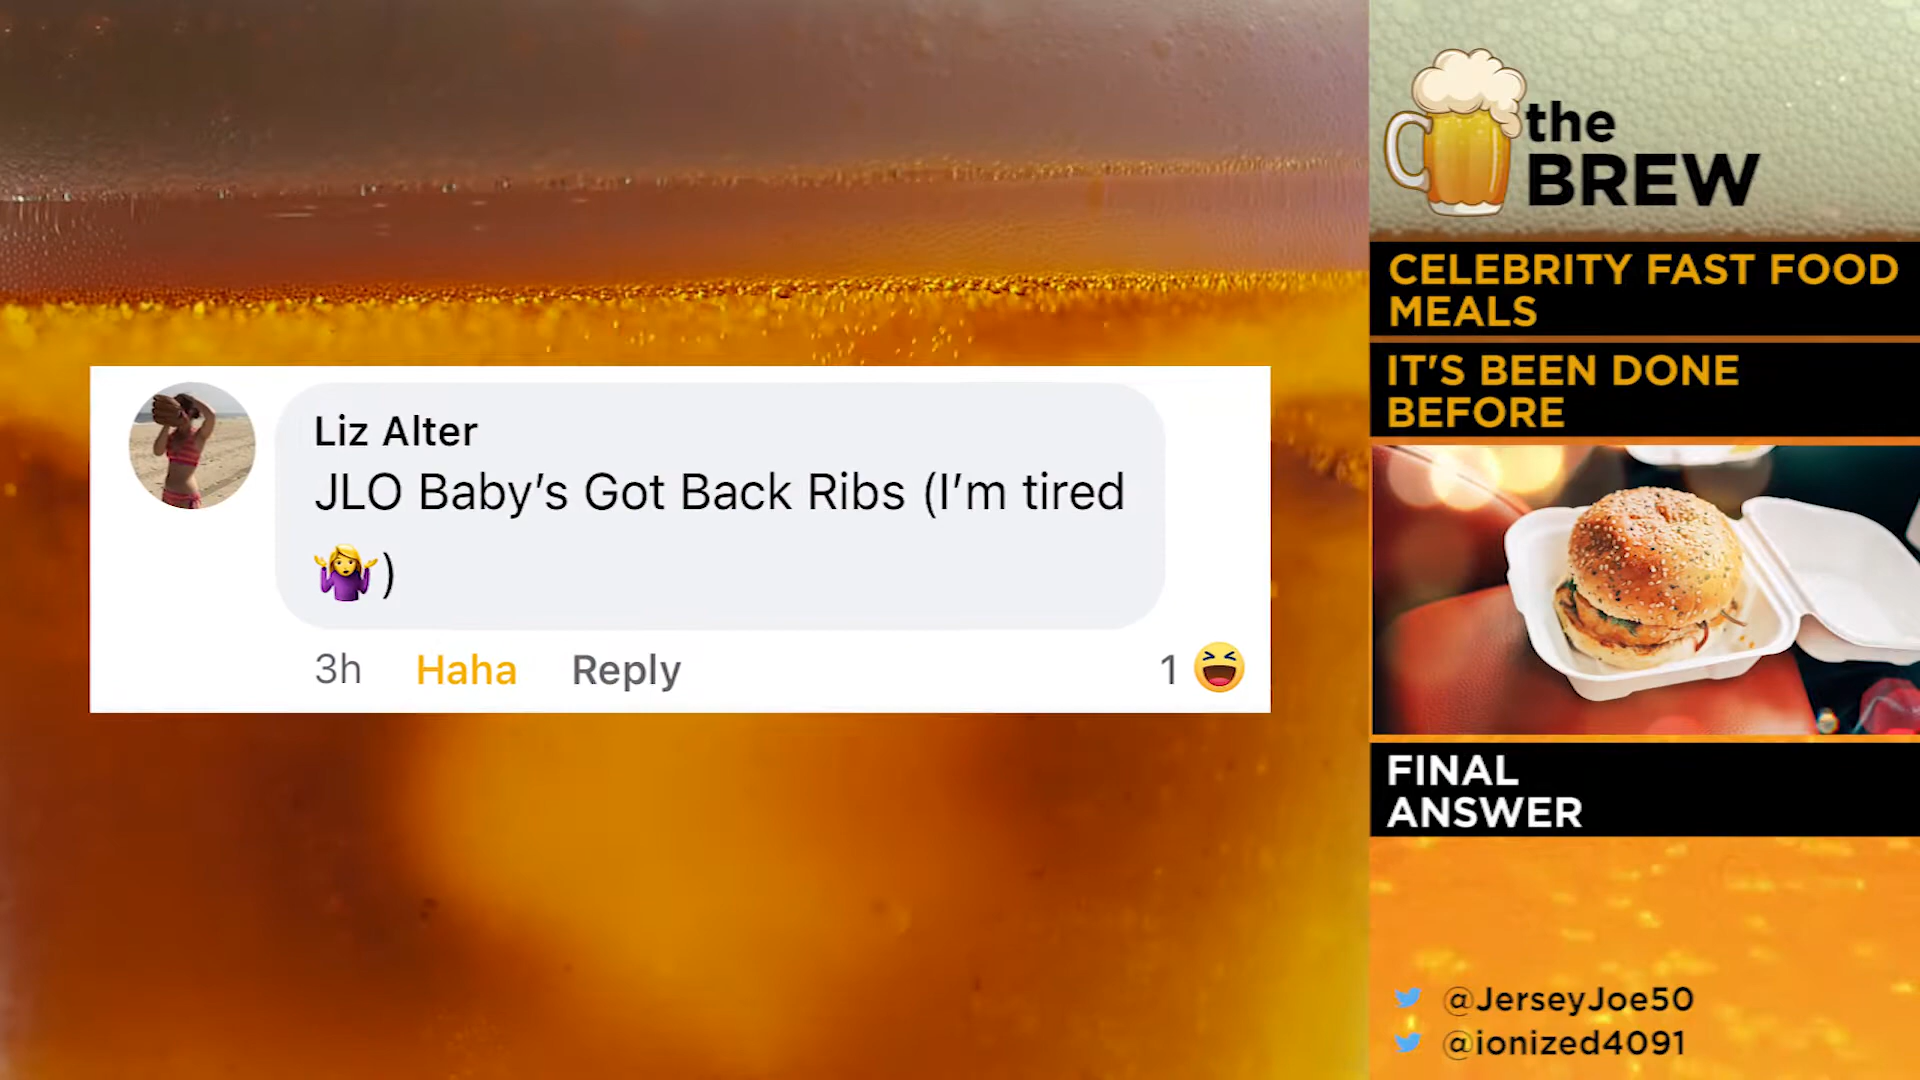 Liz Alter
JLO Baby's Got Back Ribs (I'm tired
🤷‍♀️)
3h Haha Reply 1 😆
the
BREW
CELEBRITY FAST FOOD
MEALS
IT'S BEEN DONE
BEFORE
FINAL
ANSWER
@JerseyJoe50
@ionized4091